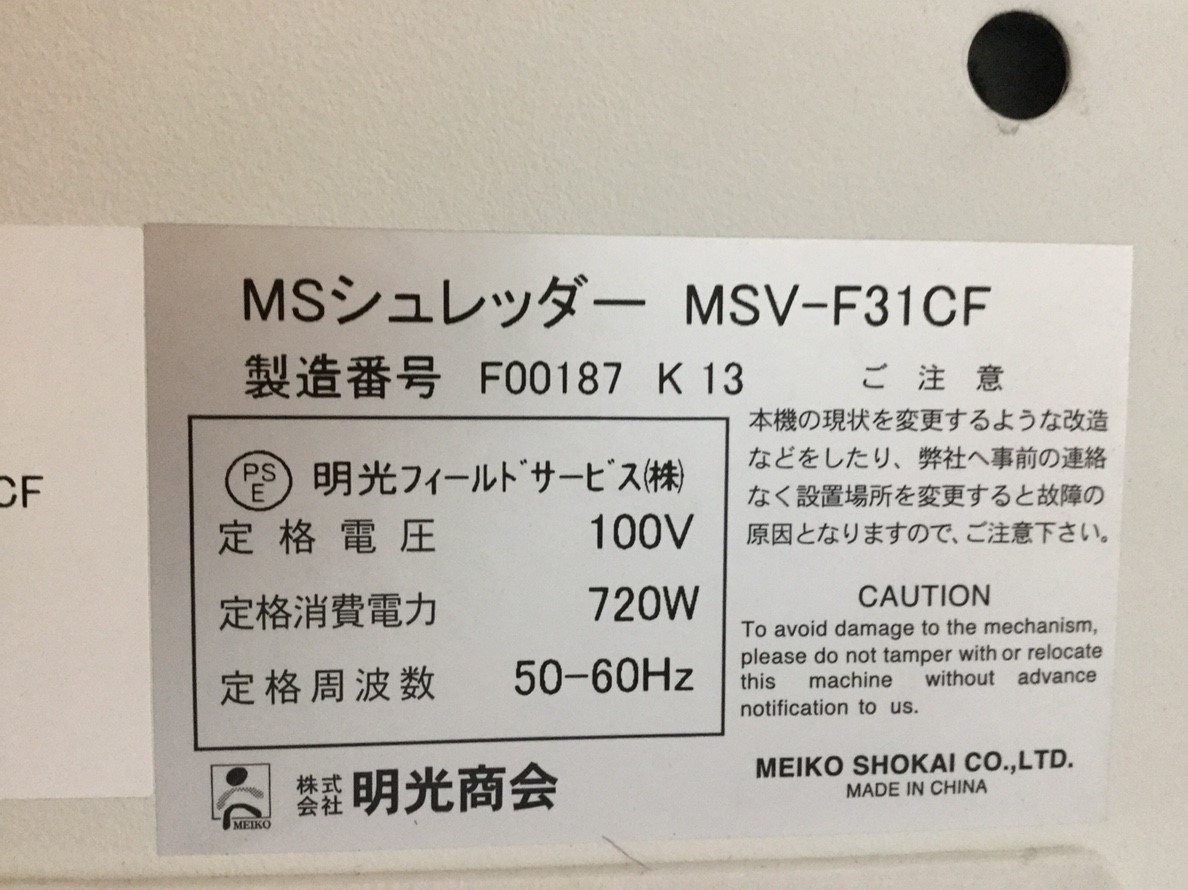 MSシュレッダー MSV-F31CF
製造番号 F00187 K 13
PSE 明光フィールドサービス(株)
定格電圧 100V
定格消費電力 720W
定格周波数 50-60Hz
ご注意
本機の現状を変更するような改造
などをしたり、弊社へ事前の連絡
なく設置場所を変更すると故障の
原因となりますので、ご注意下さい。
CAUTION
To avoid damage to the mechanism,
please do not tamper with or relocate
this machine without advance
notification to us.
MEIKO
株式会社 明光商会
MEIKO SHOKAI CO.,LTD.
MADE IN CHINA
CF